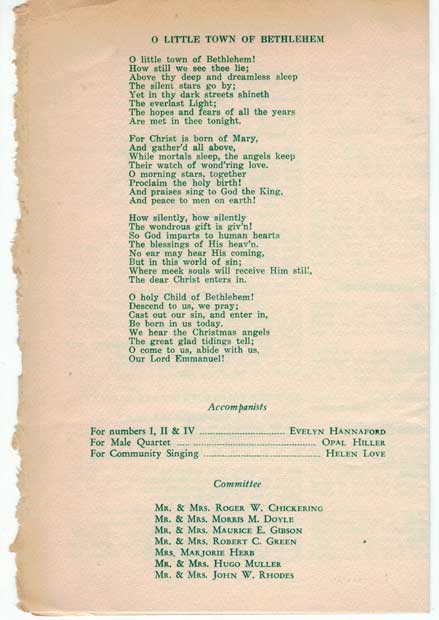 O LITTLE TOWN OF BETHLEHEM
O little town of Bethlehem!
How still we see thee lie;
Above thy deep and dreamless sleep
The silent stars go by;
Yet in thy dark streets shineth
The everlast Light;
The hopes and fears of all the years
Are met in thee tonight.
For Christ is born of Mary,
And gather'd all above,
While mortals sleep, the angels keep
Their watch of wond'ring love.
O morning stars, together
Proclaim the holy birth!
And praises sing to God the King,
And peace to men on earth!
How silently, how silently
The wondrous gift is giv'n!
So God imparts to human hearts
The blessings of His heav'n.
No ear may hear His coming,
But in this world of sin;
Where meek souls will receive Him still,
The dear Christ enters in.
O holy Child of Bethlehem!
Descend to us, we pray;
Cast out our sin, and enter in,
Be born in us today.
We hear the Christmas angels
The great glad tidings tell;
O come to us, abide with us,
Our Lord Emmanuel!
Accompanists
For numbers I, II & IV ........................ EVELYN HANNAFORD
For Male Quartet ........................ OPAL HILLER
For Community Singing ........................ HELEN LOVE
Committee
MR. & MRS. ROGER W. CHICKERING
MR. & MRS. MORRIS M. DOYLE
MR. & MRS. MAURICE E. GIBSON
MR. & MRS. ROBERT C. GREEN
MRS. MARJORIE HERB
MR. & MRS. HUGO MULLER
MR. & MRS. JOHN W. RHODES